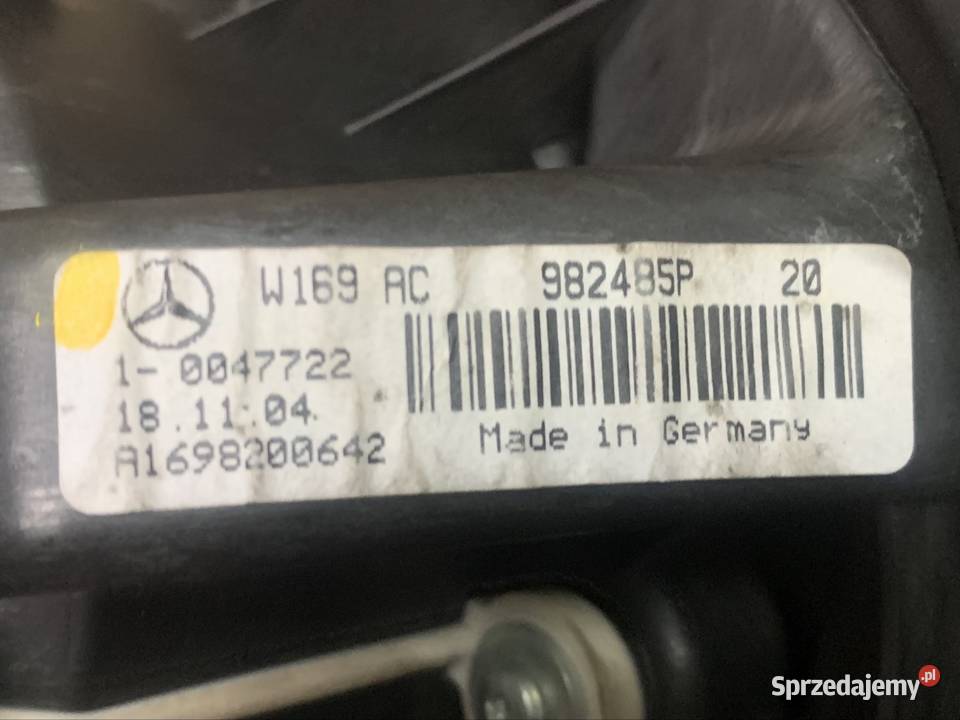 W169 AC 982485P 20
1- 0047722
18.11.04.
A1698200642
Made in Germany
Sprzedajemy.pl